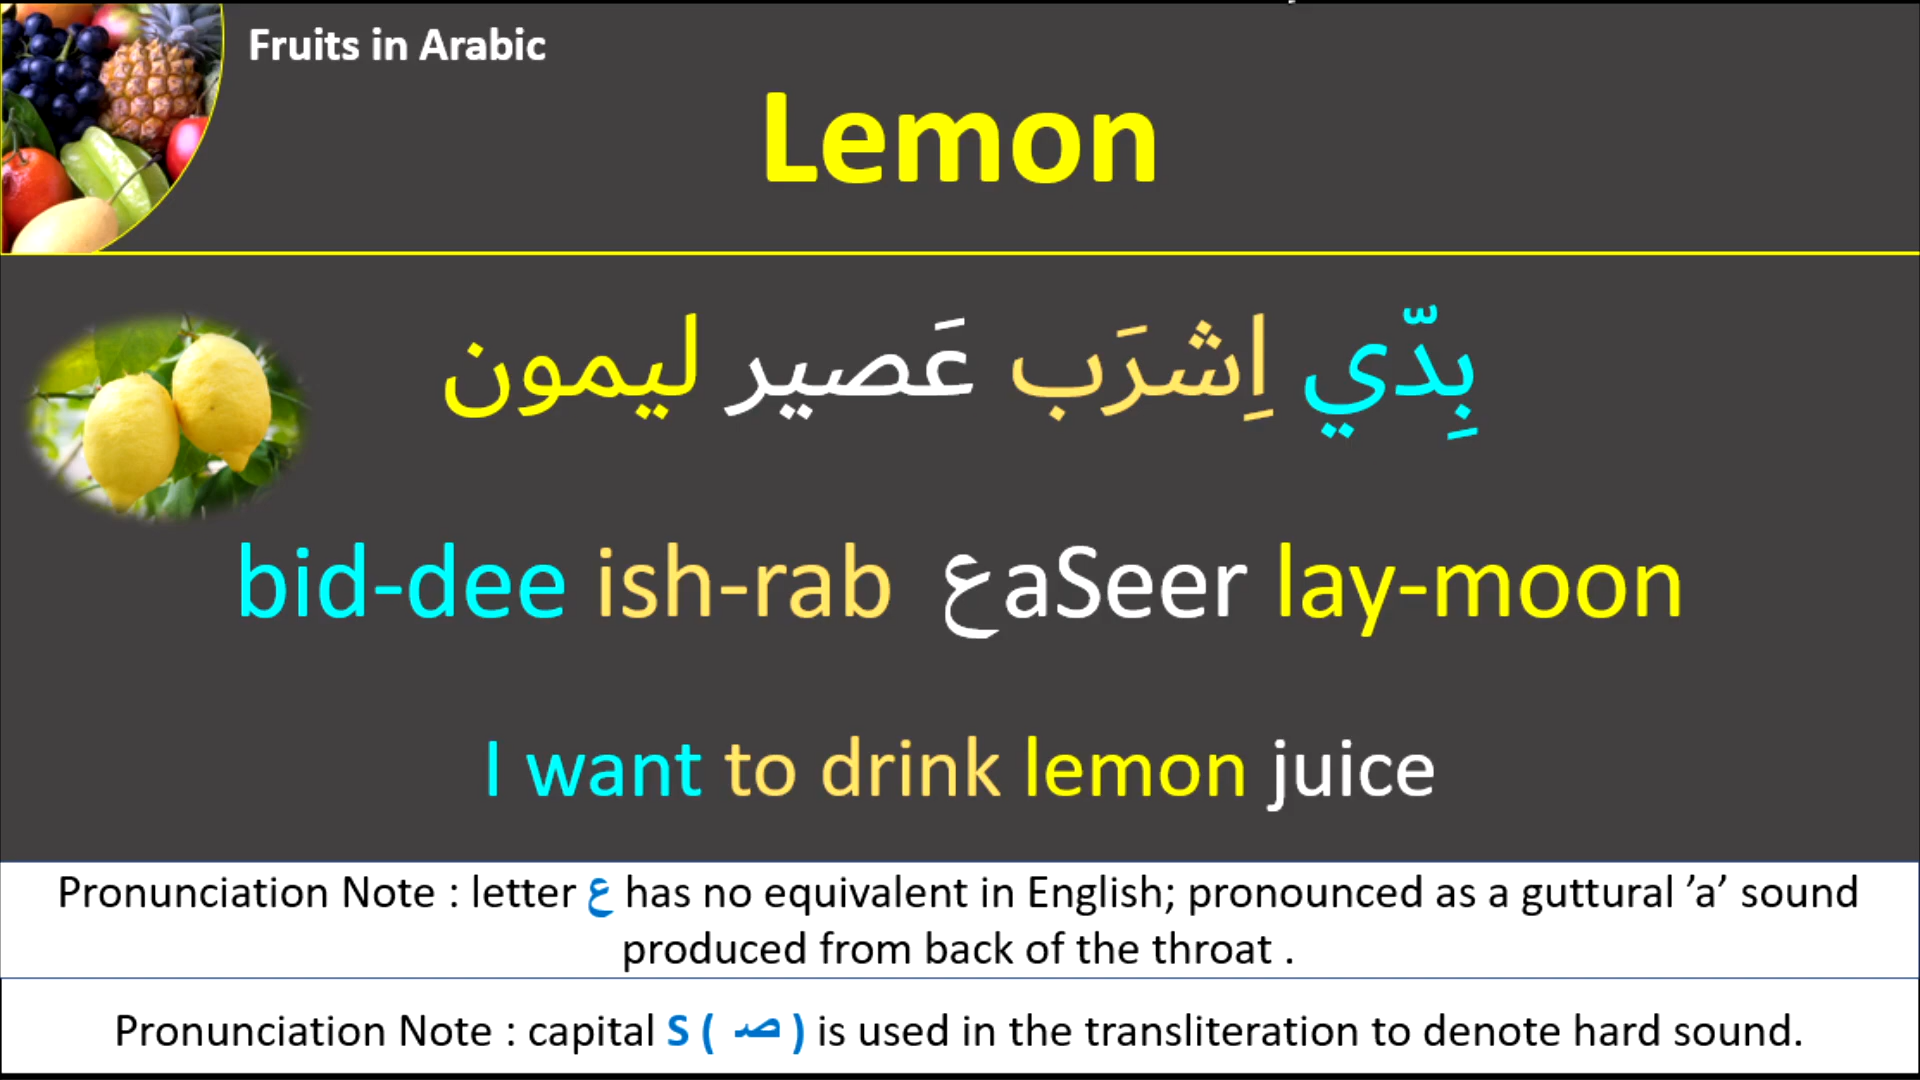 Fruits in Arabic
Lemon
بِدّي اِشرَب عَصير ليمون
bid-dee ish-rab عaSeer lay-moon
I want to drink lemon juice
Pronunciation Note : letter ع has no equivalent in English; pronounced as a guttural ’a’ sound
produced from back of the throat .
Pronunciation Note : capital S ( صـ ) is used in the transliteration to denote hard sound.